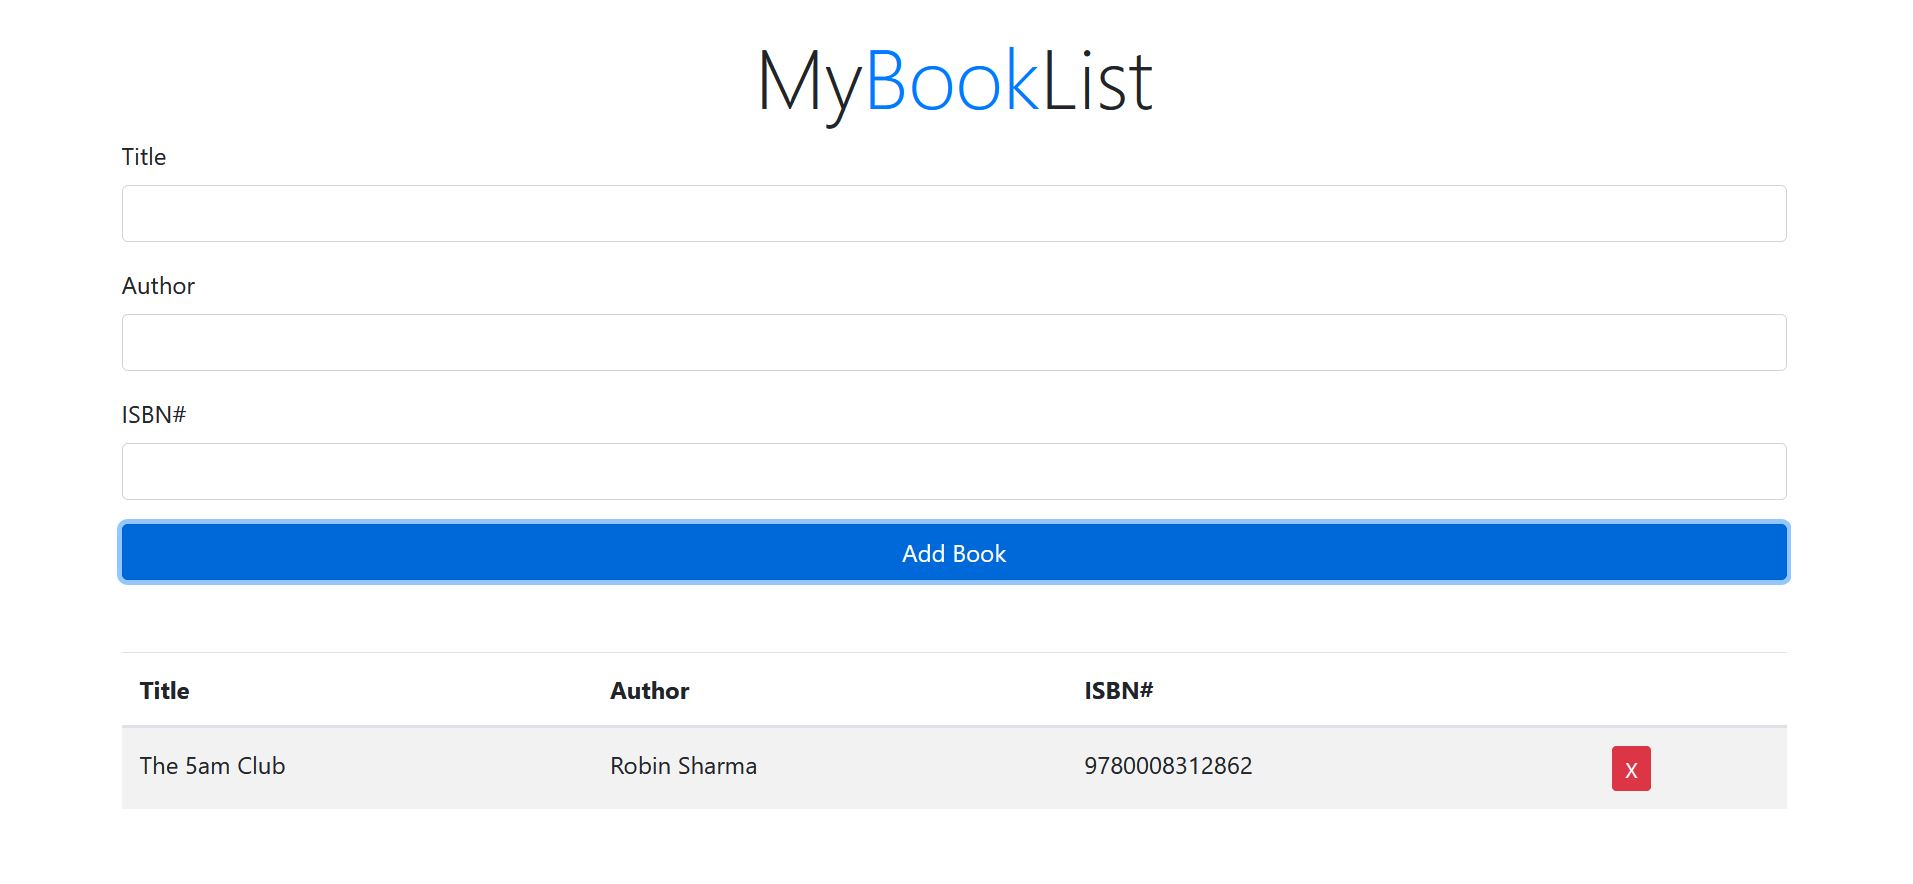 MyBookList
Title
Author
ISBN#
Add Book
Title Author ISBN#
The 5am Club Robin Sharma 9780008312862 X